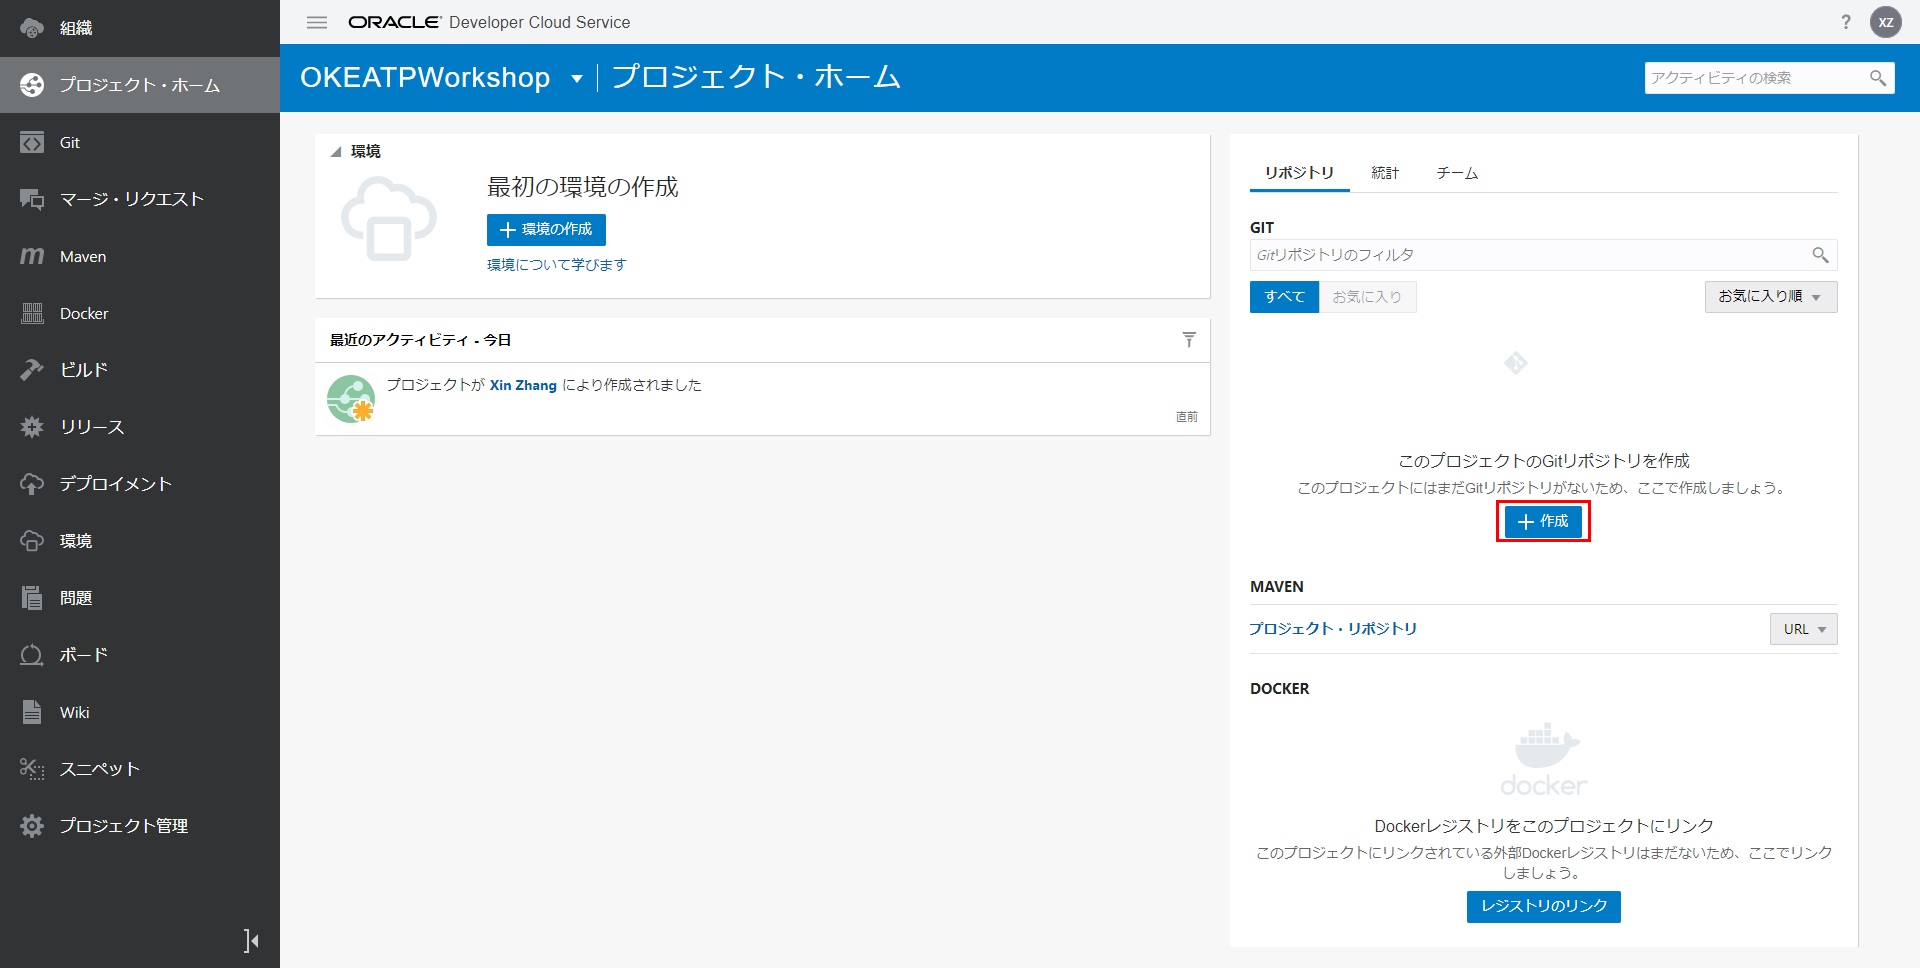 組織
プロジェクト・ホーム
Git
マージ・リクエスト
Maven
Docker
ビルド
リリース
デプロイメント
環境
問題
ボード
Wiki
スニペット
プロジェクト管理
ORACLE Developer Cloud Service
? XZ
OKEATPWorkshop プロジェクト・ホーム
アクティビティの検索
環境
最初の環境の作成
環境の作成
環境について学びます
最近のアクティビティ - 今日
プロジェクトが Xin Zhang により作成されました
直前
リポジトリ 統計 チーム
GIT
Gitリポジトリのフィルタ
すべて お気に入り お気に入り順
このプロジェクトのGitリポジトリを作成
このプロジェクトにはまだGitリポジトリがないため、ここで作成しましょう。
作成
MAVEN
プロジェクト・リポジトリ URL
DOCKER
docker
Dockerレジストリをこのプロジェクトにリンク
このプロジェクトにリンクされている外部Dockerレジストリはまだないため、ここでリンク
しましょう。
レジストリのリンク